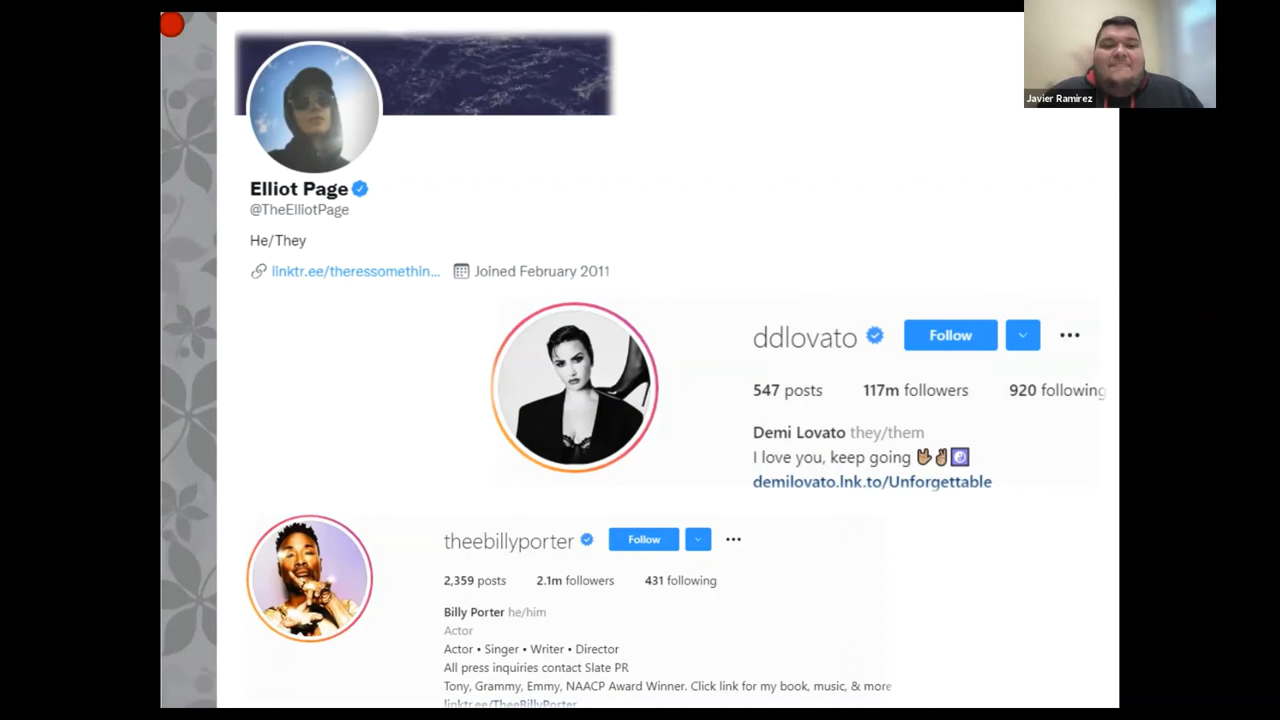 Javier Ramirez
Elliot Page
@TheElliotPage
He/They
linktr.ee/theressomethin... Joined February 2011
ddlovato Follow
547 posts 117m followers 920 following
Demi Lovato they/them
I love you, keep going 🤟🏽✌🏽☯
demilovato.lnk.to/Unforgettable
theebillyporter Follow
2,359 posts 2.1m followers 431 following
Billy Porter he/him
Actor
Actor • Singer • Writer • Director
All press inquiries contact Slate PR
Tony, Grammy, Emmy, NAACP Award Winner. Click link for my book, music, & more
linktr.ee/TheeBillyPorter